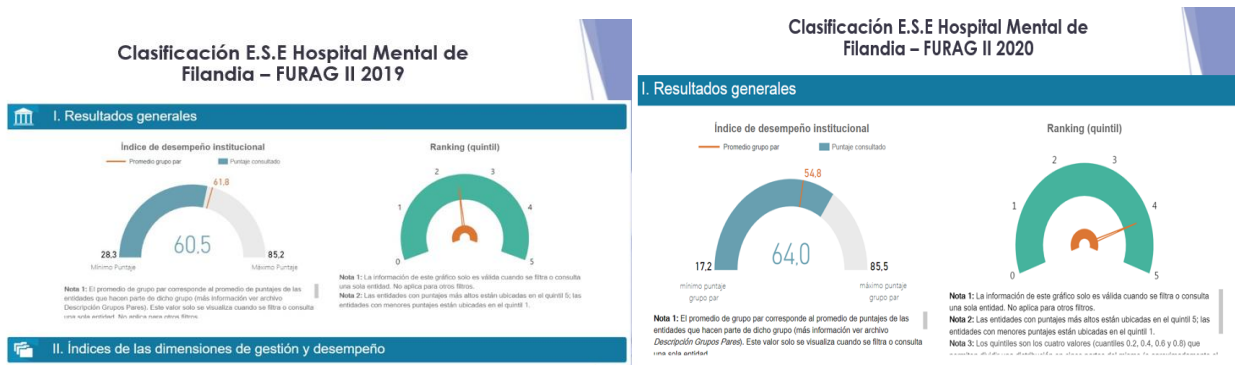 Clasificación E.S.E Hospital Mental de
Filandia – FURAG II 2019
I. Resultados generales
Índice de desempeño institucional
Promedio grupo par
Puntaje consultado
61,8
60,5
28,3
Mínimo Puntaje
85,2
Máximo Puntaje
Nota 1: El promedio de grupo par corresponde al promedio de puntajes de las
entidades que hacen parte de dicho grupo (más información ver archivo
Descripción Grupos Pares). Este valor solo se visualiza cuando se filtra o consulta
una sola entidad. No aplica para otros filtros.
Ranking (quintil)
0
1
2
3
4
5
Nota 1: La información de este gráfico solo es válida cuando se filtra o consulta
una sola entidad. No aplica para otros filtros.
Nota 2: Las entidades con puntajes más altos están ubicadas en el quintil 5; las
entidades con menores puntajes están ubicadas en el quintil 1.
II. Índices de las dimensiones de gestión y desempeño
Clasificación E.S.E Hospital Mental de
Filandia – FURAG II 2020
I. Resultados generales
Índice de desempeño institucional
Promedio grupo par
Puntaje consultado
54,8
64,0
17,2
mínimo puntaje
grupo par
85,5
máximo puntaje
grupo par
Nota 1: El promedio de grupo par corresponde al promedio de puntajes de las
entidades que hacen parte de dicho grupo (más información ver archivo
Descripción Grupos Pares). Este valor solo se visualiza cuando se filtra o consulta
una sola entidad
Ranking (quintil)
0
1
2
3
4
5
Nota 1: La información de este gráfico solo es válida cuando se filtra o consulta
una sola entidad. No aplica para otros filtros.
Nota 2: Las entidades con puntajes más altos están ubicadas en el quintil 5; las
entidades con menores puntajes están ubicadas en el quintil 1.
Nota 3: Los quintiles son los cuatro valores (cuantiles 0.2, 0.4, 0.6 y 0.8) que